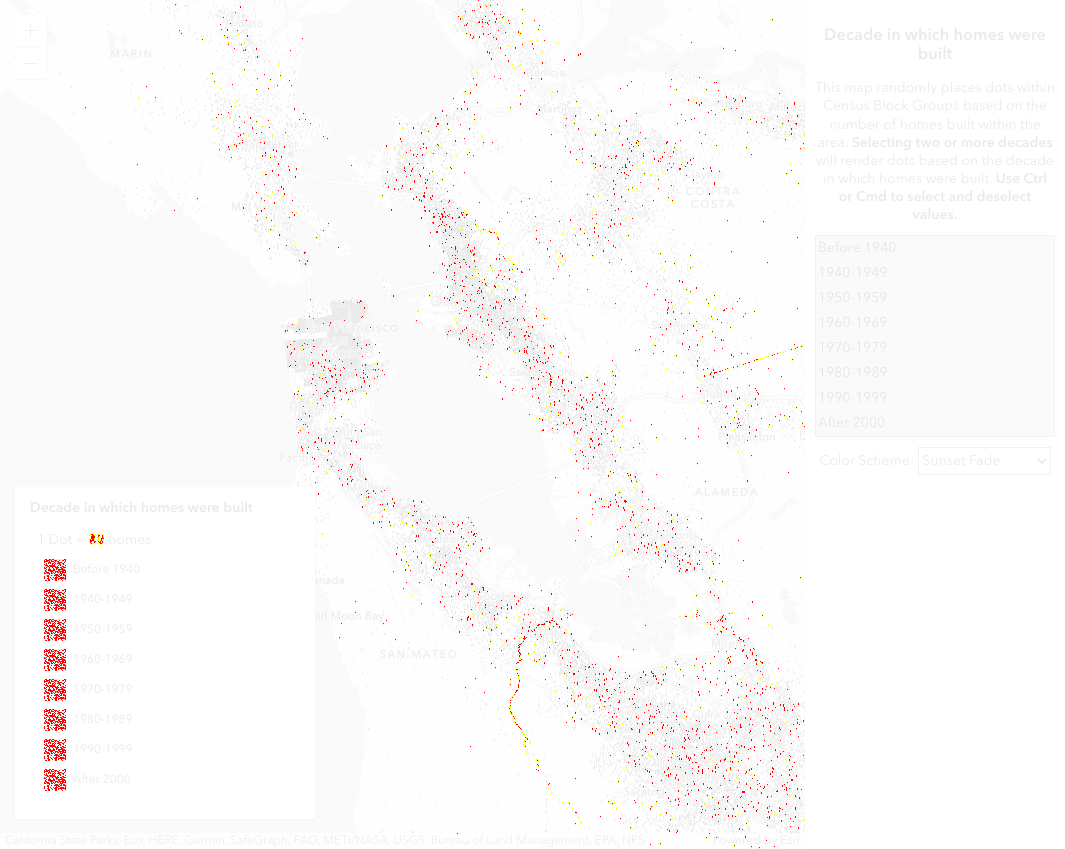 MARIN
CONTRA
COSTA
ALAMEDA
SAN MATEO
Decade in which homes were
built
This map randomly places dots within
Census Block Groups based on the
number of homes built within the
area. Selecting two or more decades
will render dots based on the decade
in which homes were built. Use Ctrl
or Cmd to select and deselect
values.
Before 1940
1940-1949
1950-1959
1960-1969
1970-1979
1980-1989
1990-1999
After 2000
Color Scheme: Sunset Fade
Decade in which homes were built
1 Dot = homes
Before 1940
1940-1949
1950-1959
1960-1969
1970-1979
1980-1989
1990-1999
After 2000
alf Moon Bay
California State Parks, Esri, HERE, Garmin, SafeGraph, FAO, METI/NASA, USGS, Bureau of Land Management, EPA, NPS
Powered by Esri